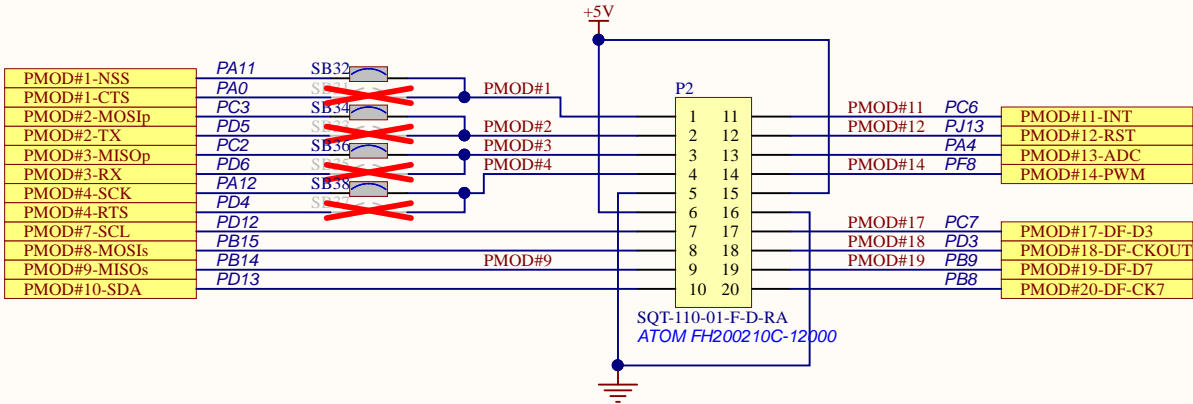 +5V
PMOD#1-NSS PA11 SB32
PMOD#1-CTS PA0 SB31 PMOD#1
PMOD#2-MOSIp PC3 SB34
PMOD#2-TX PD5 SB33 PMOD#2
PMOD#3-MISOp PC2 SB36 PMOD#3
PMOD#3-RX PD6 SB35 PMOD#4
PMOD#4-SCK PA12 SB38
PMOD#4-RTS PD4 SB37
PMOD#7-SCL PD12
PMOD#8-MOSIs PB15
PMOD#9-MISOs PB14 PMOD#9
PMOD#10-SDA PD13
P2
1 11
2 12
3 13
4 14
5 15
6 16
7 17
8 18
9 19
10 20
SQT-110-01-F-D-RA
ATOM FH200210C-12000
PMOD#11 PC6 PMOD#11-INT
PMOD#12 PJ13 PMOD#12-RST
PA4 PMOD#13-ADC
PMOD#14 PF8 PMOD#14-PWM
PMOD#17 PC7 PMOD#17-DF-D3
PMOD#18 PD3 PMOD#18-DF-CKOUT
PMOD#19 PB9 PMOD#19-DF-D7
PB8 PMOD#20-DF-CK7